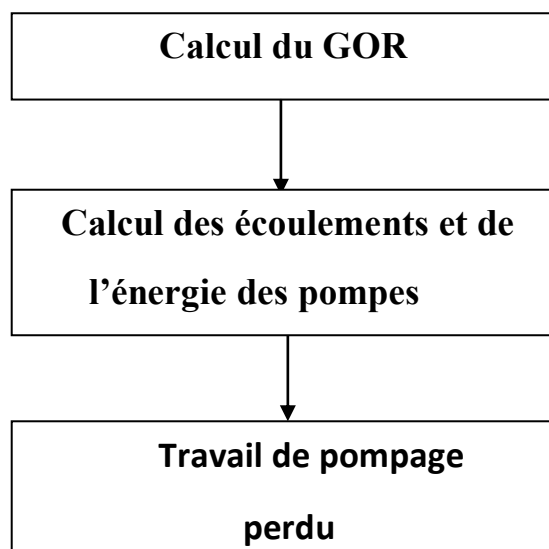 Calcul du GOR
Calcul des écoulements et de
l’énergie des pompes
Travail de pompage
perdu